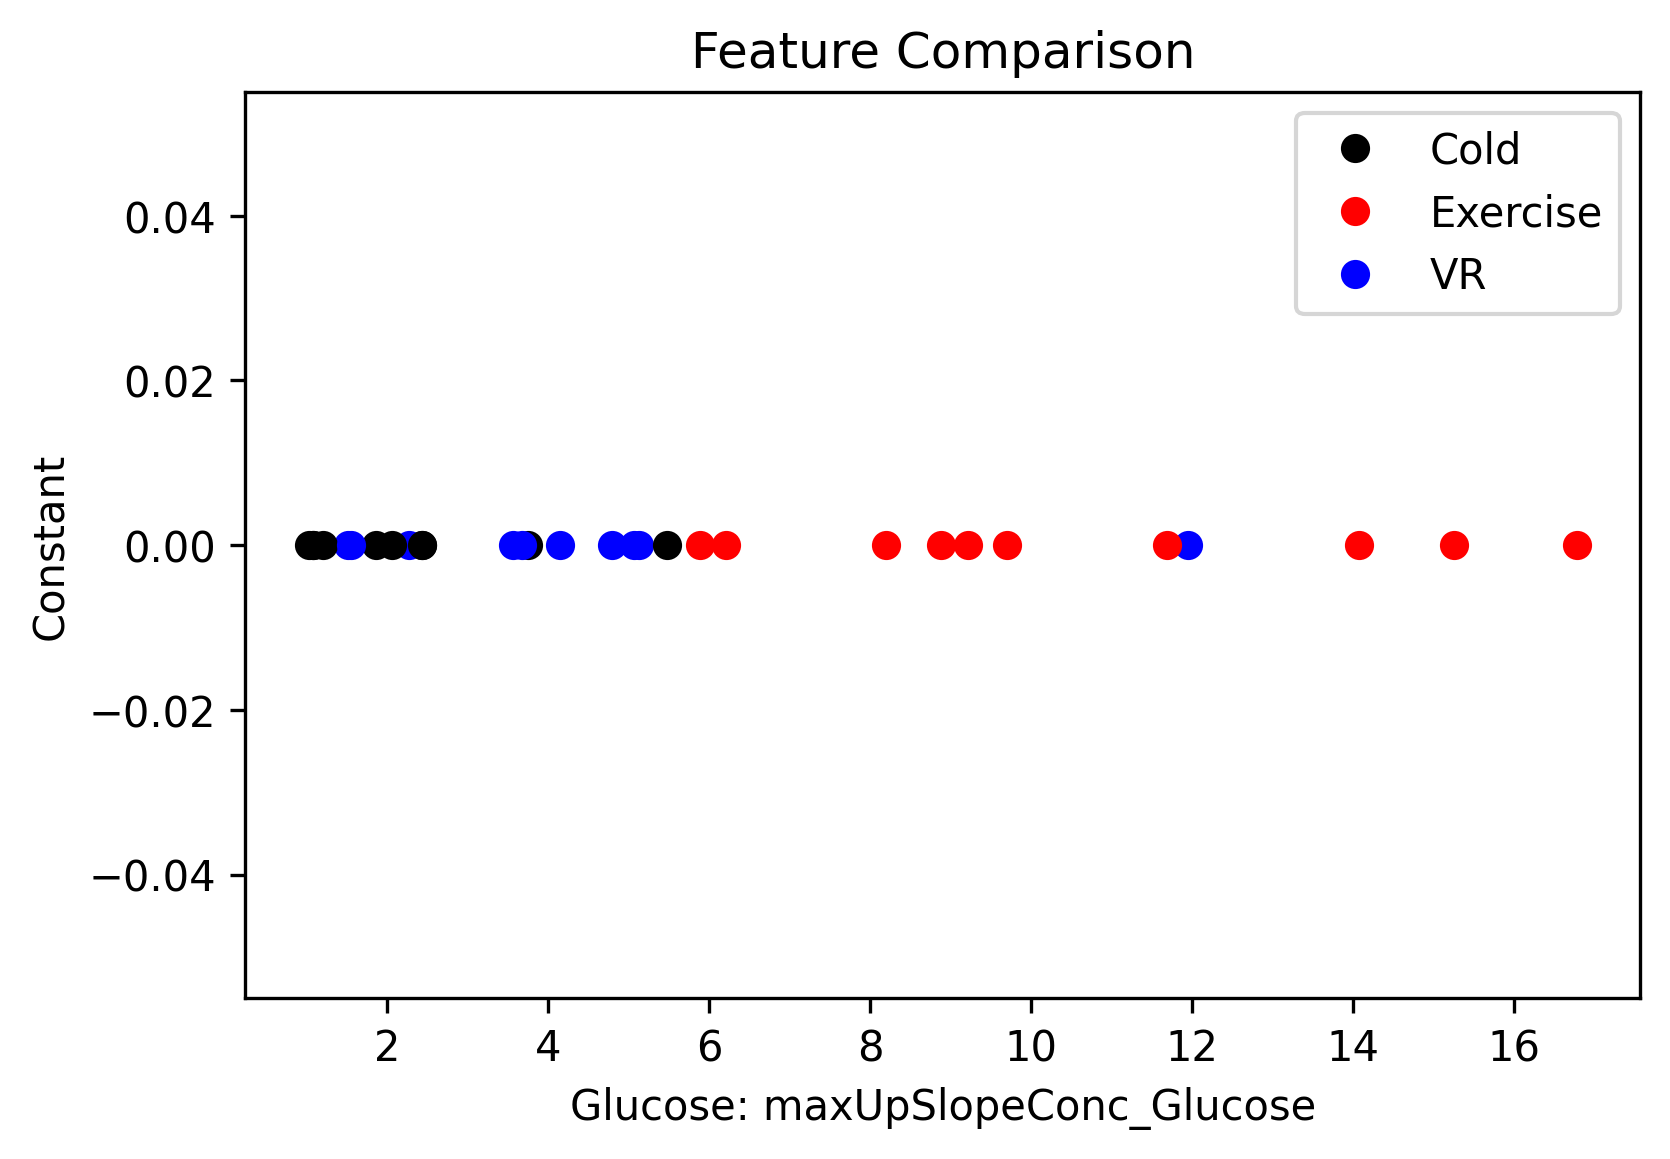 Feature Comparison
Cold
Exercise
VR
0.04
0.02
0.00
−0.02
−0.04
Constant
2 4 6 8 10 12 14 16
Glucose: maxUpSlopeConc_Glucose